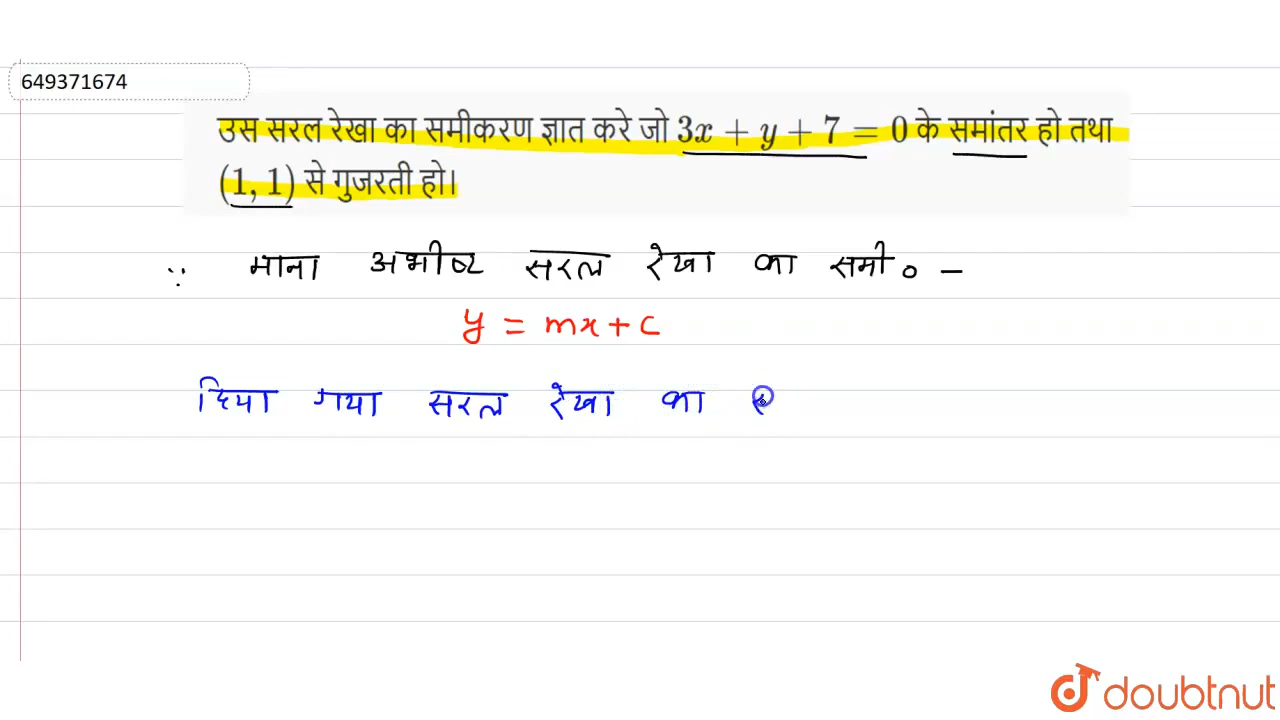 649371674
उस सरल रेखा का समीकरण ज्ञात करे जो 3x + y + 7 = 0 के समांतर हो तथा
(1, 1) से गुजरती हो।
∵ माना अभीष्ट सरल रेखा का समी० –
y = mx + c
दिया गया सरल रेखा का स
doubtnut